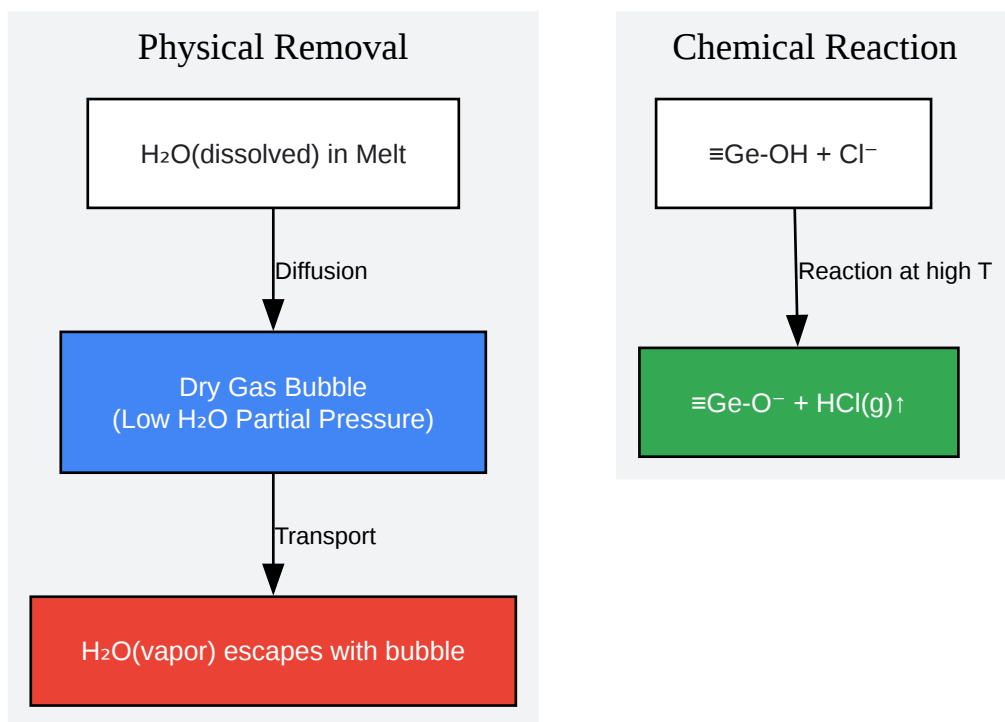 Physical Removal
H₂O(dissolved) in Melt
Diffusion
Dry Gas Bubble
(Low H₂O Partial Pressure)
Transport
H₂O(vapor) escapes with bubble
Chemical Reaction
≡Ge-OH + Cl⁻
Reaction at high T
≡Ge-O⁻ + HCl(g)↑